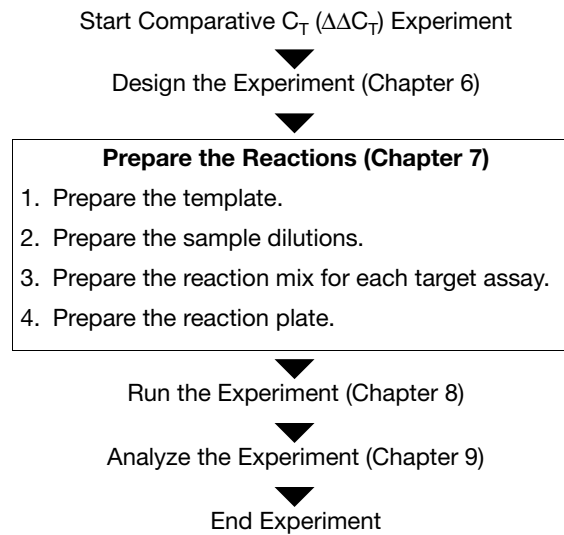 Start Comparative CT (ΔΔCT) Experiment
Design the Experiment (Chapter 6)
Prepare the Reactions (Chapter 7)
1. Prepare the template.
2. Prepare the sample dilutions.
3. Prepare the reaction mix for each target assay.
4. Prepare the reaction plate.
Run the Experiment (Chapter 8)
Analyze the Experiment (Chapter 9)
End Experiment